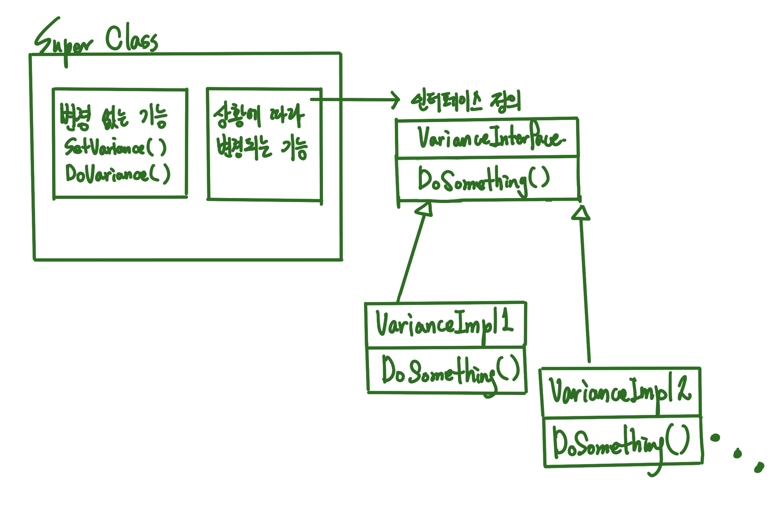 Super Class
변경 없는 기능
SetVariance()
DoVariance()
상황에 따라
변경되는 기능
인터페이스 정의
VarianceInterface
DoSomething()
VarianceImpl1
DoSomething()
VarianceImpl2
DoSomething()